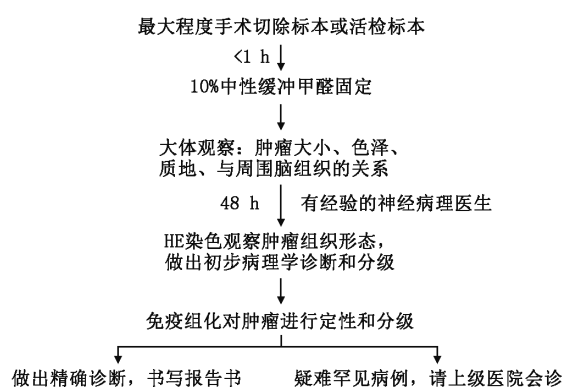 最大程度手术切除标本或活检标本
<1 h
10%中性缓冲甲醛固定
大体观察：肿瘤大小、色泽、
质地、与周围脑组织的关系
48 h 有经验的神经病理医生
HE染色观察肿瘤组织形态，
做出初步病理学诊断和分级
免疫组化对肿瘤进行定性和分级
做出精确诊断，书写报告书 疑难罕见病例，请上级医院会诊